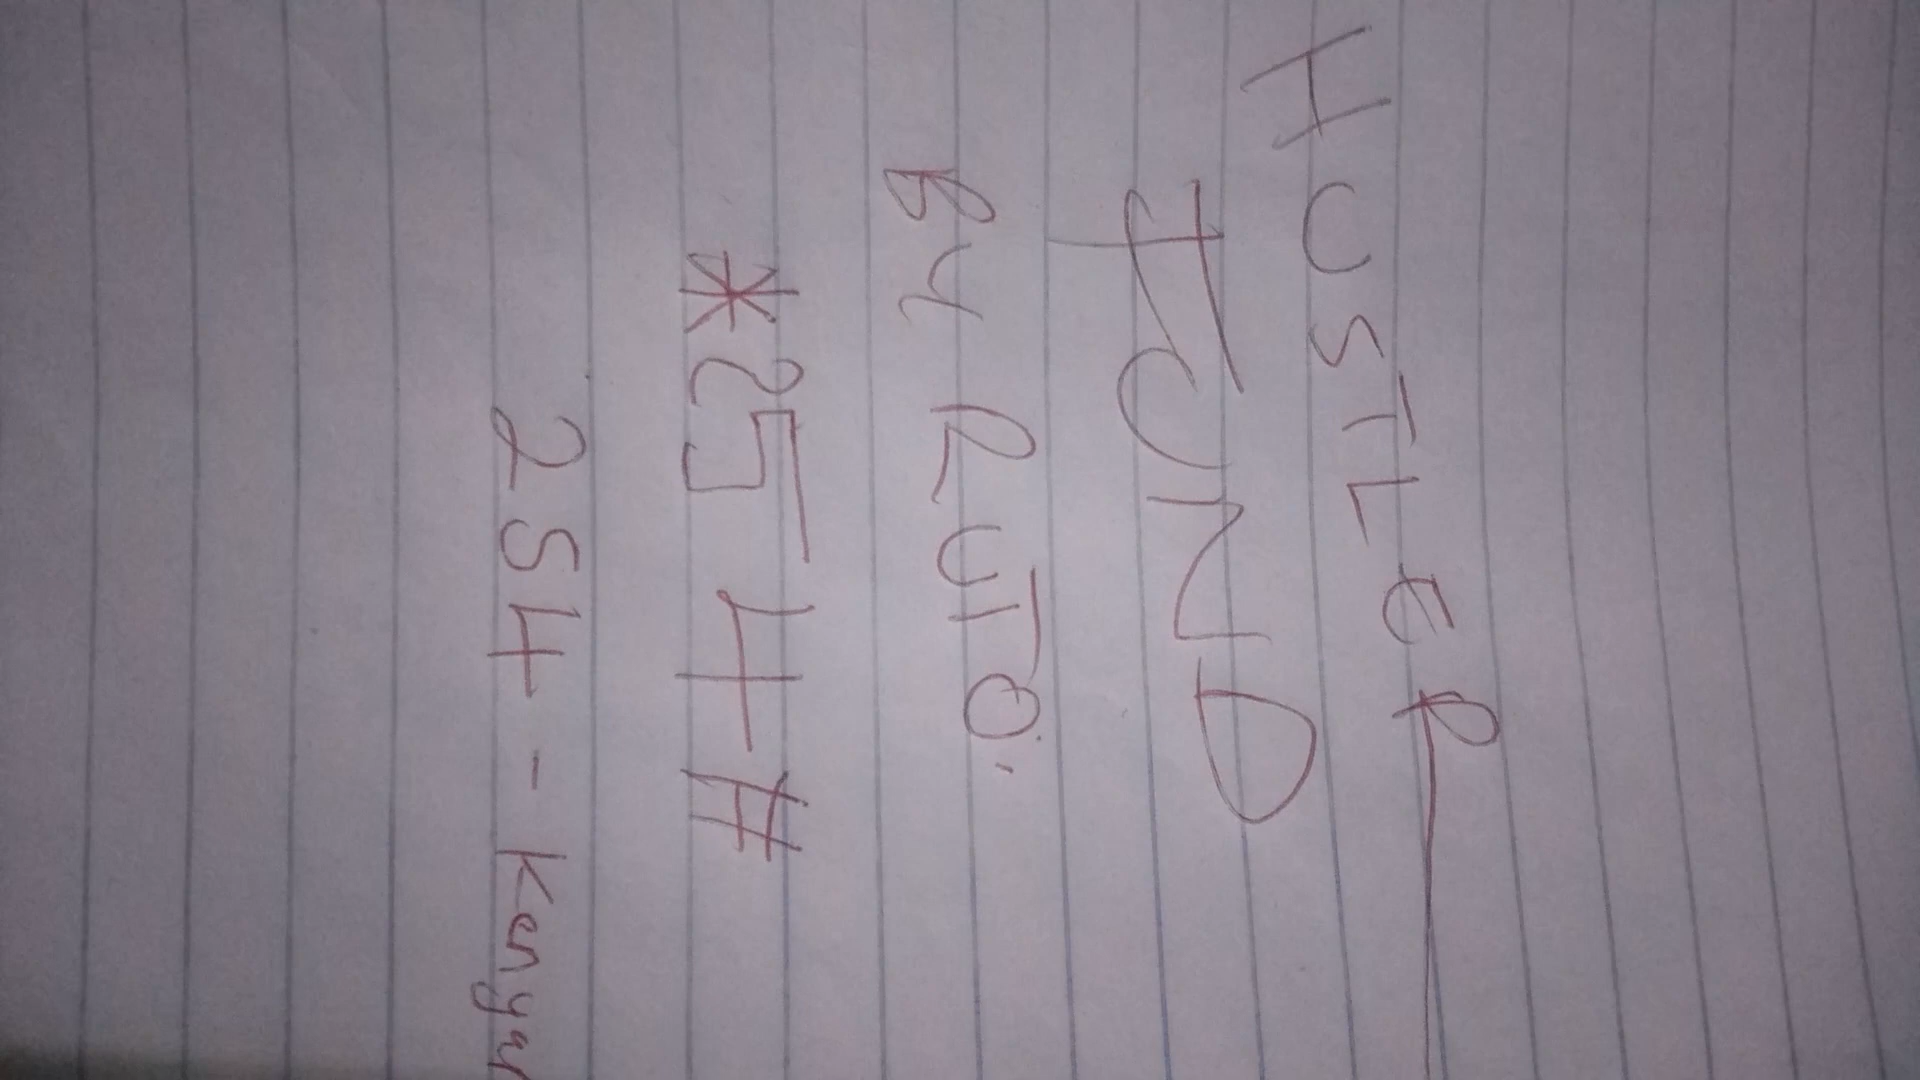 HUSTLER
FUND
By RUTO.
*254#
254 - Kenya